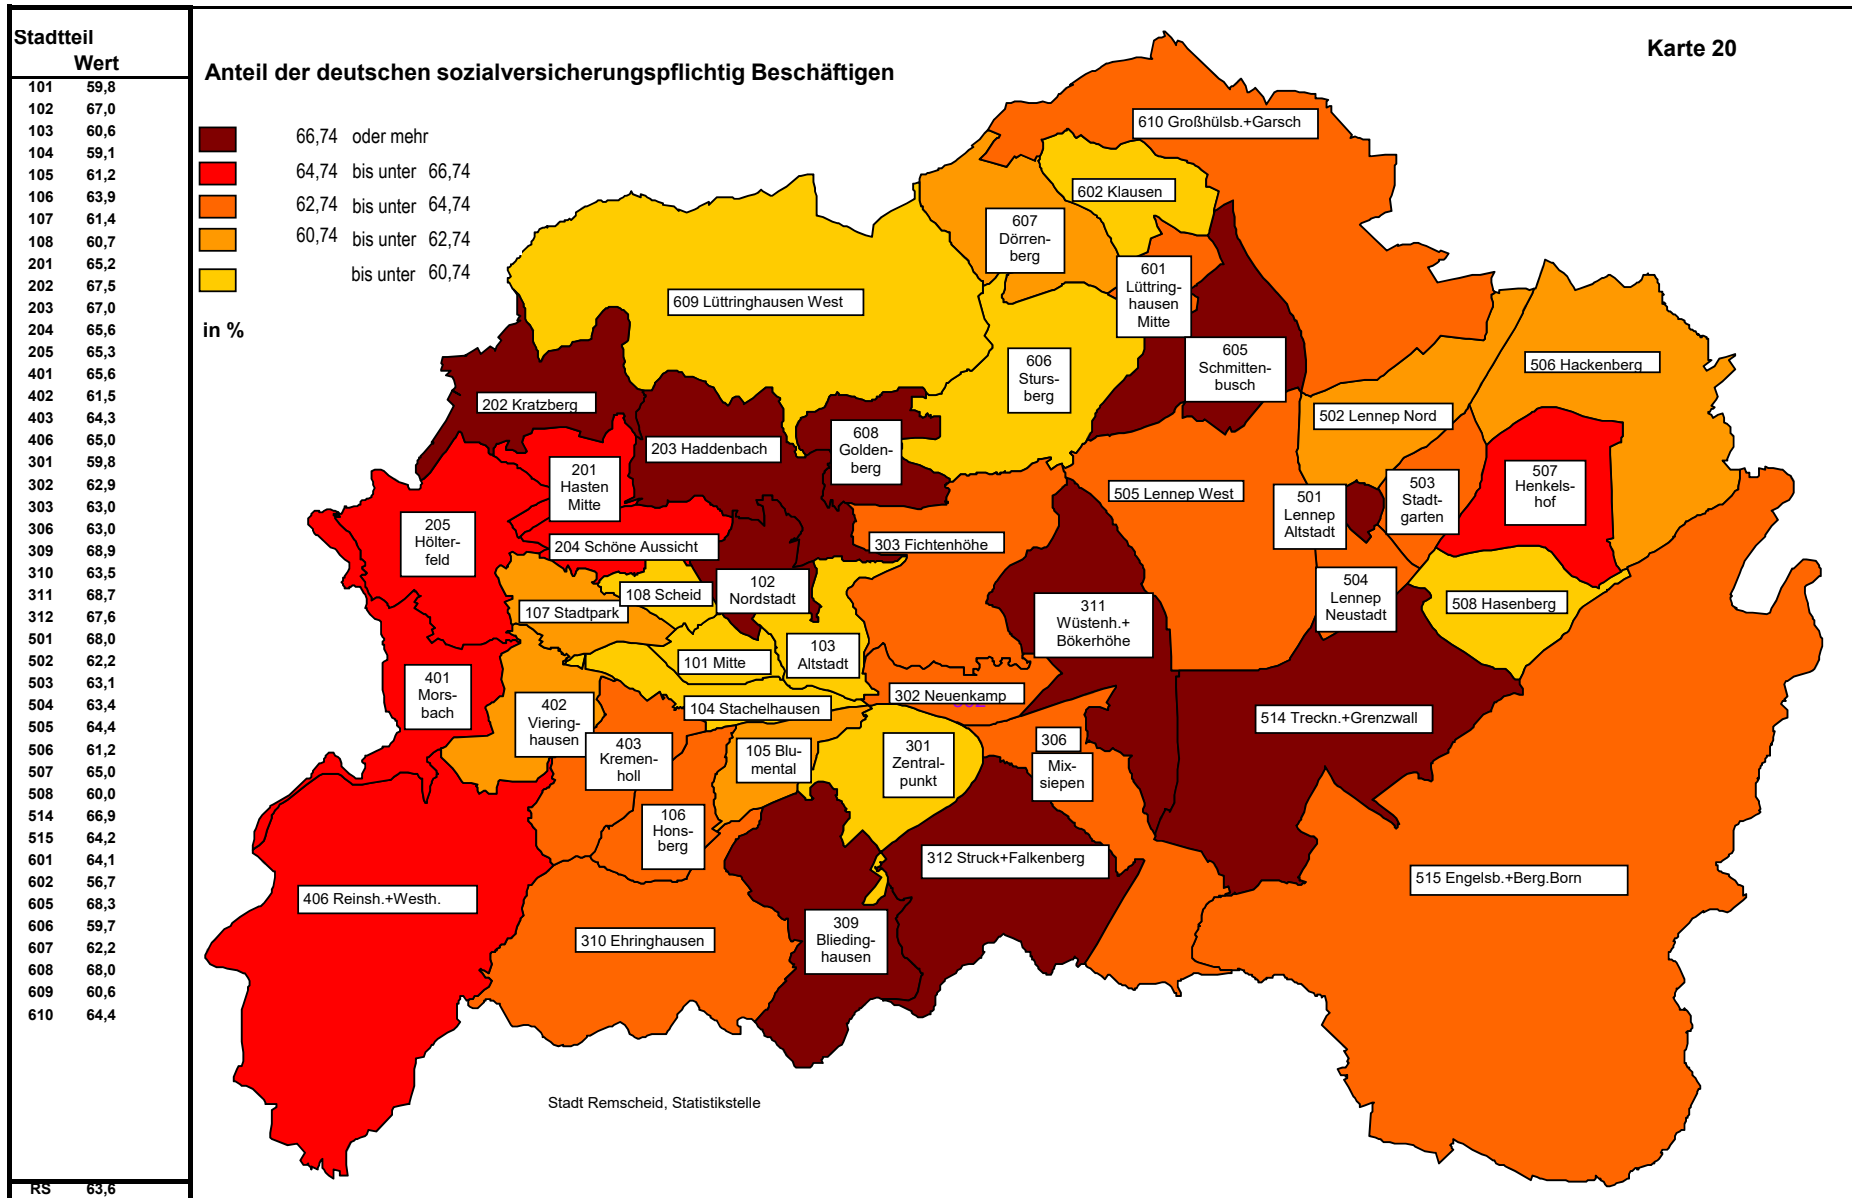 Stadtteil
Wert
101 59,8
102 67,0
103 60,6
104 59,1
105 61,2
106 63,9
107 61,4
108 60,7
201 65,2
202 67,5
203 67,0
204 65,6
205 65,3
401 65,6
402 61,5
403 64,3
406 65,0
301 59,8
302 62,9
303 63,0
306 63,0
309 68,9
310 63,5
311 68,7
312 67,6
501 68,0
502 62,2
503 63,1
504 63,4
505 64,4
506 61,2
507 65,0
508 60,0
514 66,9
515 64,2
601 64,1
602 56,7
605 68,3
606 59,7
607 62,2
608 68,0
609 60,6
610 64,4
RS 63,6
Karte 20
Anteil der deutschen sozialversicherungspflichtig Beschäftigen
66,74 oder mehr
64,74 bis unter 66,74
62,74 bis unter 64,74
60,74 bis unter 62,74
bis unter 60,74
in %
610 Großhülsb.+Garsch
602 Klausen
607
Dörren-
berg
601
Lüttring-
hausen
Mitte
609 Lüttringhausen West
605
Schmitten-
busch
606
Sturs-
berg
506 Hackenberg
202 Kratzberg
502 Lennep Nord
203 Haddenbach
608
Golden-
berg
201
Hasten
Mitte
507
Henkels-
hof
503
Stadt-
garten
505 Lennep West
501
Lennep
Altstadt
205
Hölter-
feld
204 Schöne Aussicht
303 Fichtenhöhe
102
Nordstadt
108 Scheid
107 Stadtpark
504
Lennep
Neustadt
508 Hasenberg
311
Wüstenh.+
Bökerhöhe
103
Altstadt
101 Mitte
401
Mors-
bach
302 Neuenkamp
302
402
Viering-
hausen
104 Stachelhausen
514 Treckn.+Grenzwall
403
Kremen-
holl
105 Blu-
mental
301
Zentral-
punkt
306
Mix-
siepen
106
Hons-
berg
312 Struck+Falkenberg
515 Engelsb.+Berg.Born
406 Reinsh.+Westh.
309
Blieding-
hausen
310 Ehringhausen
Stadt Remscheid, Statistikstelle